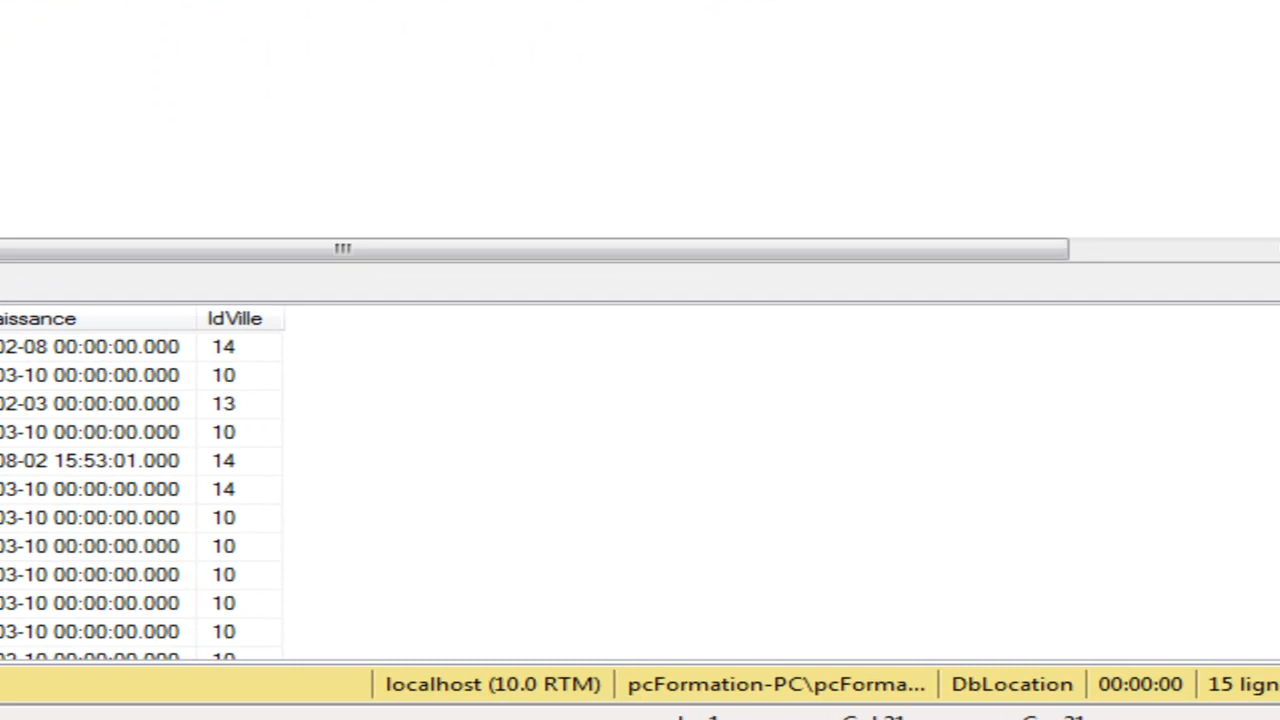 aissance IdVille
02-08 00:00:00.000 14
03-10 00:00:00.000 10
02-03 00:00:00.000 13
03-10 00:00:00.000 10
08-02 15:53:01.000 14
03-10 00:00:00.000 14
03-10 00:00:00.000 10
03-10 00:00:00.000 10
03-10 00:00:00.000 10
03-10 00:00:00.000 10
03-10 00:00:00.000 10
localhost (10.0 RTM) pcFormation-PC\pcForma... DbLocation 00:00:00 15 lign